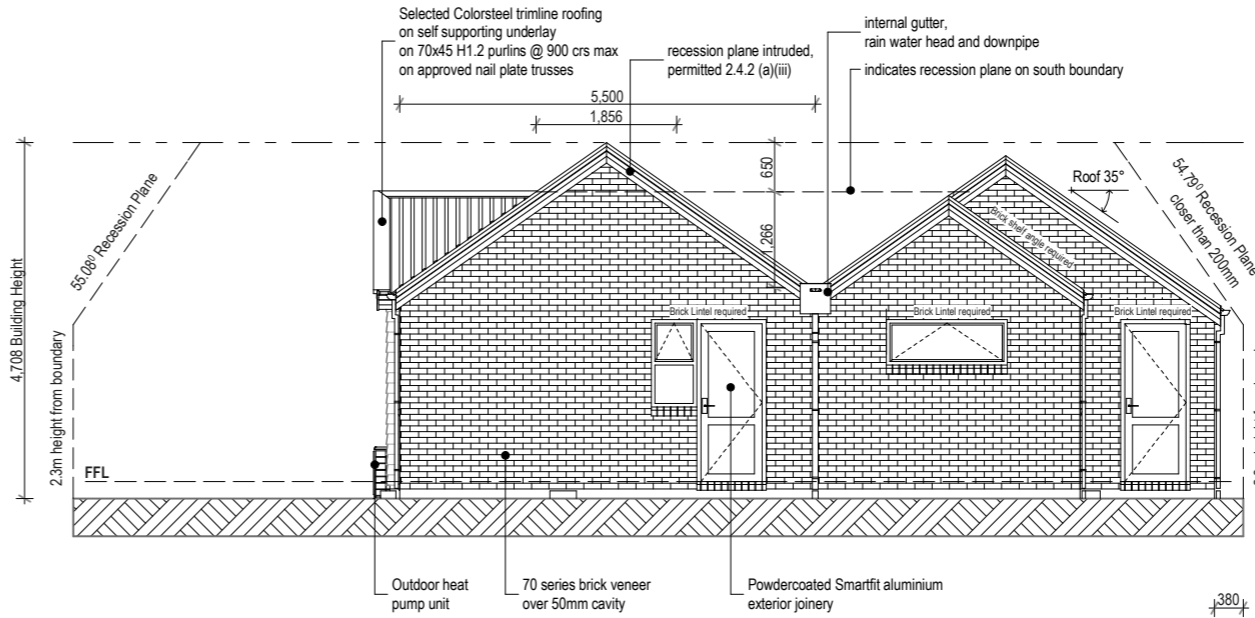 Selected Colorsteel trimline roofing
on self supporting underlay
on 70x45 H1.2 purlins @ 900 crs max
on approved nail plate trusses
recession plane intruded,
permitted 2.4.2 (a)(iii)
internal gutter,
rain water head and downpipe
indicates recession plane on south boundary
5,500
1,856
650
,266
Roof 35°
55.08⁰ Recession Plane
54.79⁰ Recession Plane
closer than 200mm
Brick shelf angle required
4,708 Building Height
2.3m height from boundary
Brick Lintel required
Brick Lintel required
Brick Lintel required
FFL
Outdoor heat
pump unit
70 series brick veneer
over 50mm cavity
Powdercoated Smartfit aluminium
exterior joinery
380